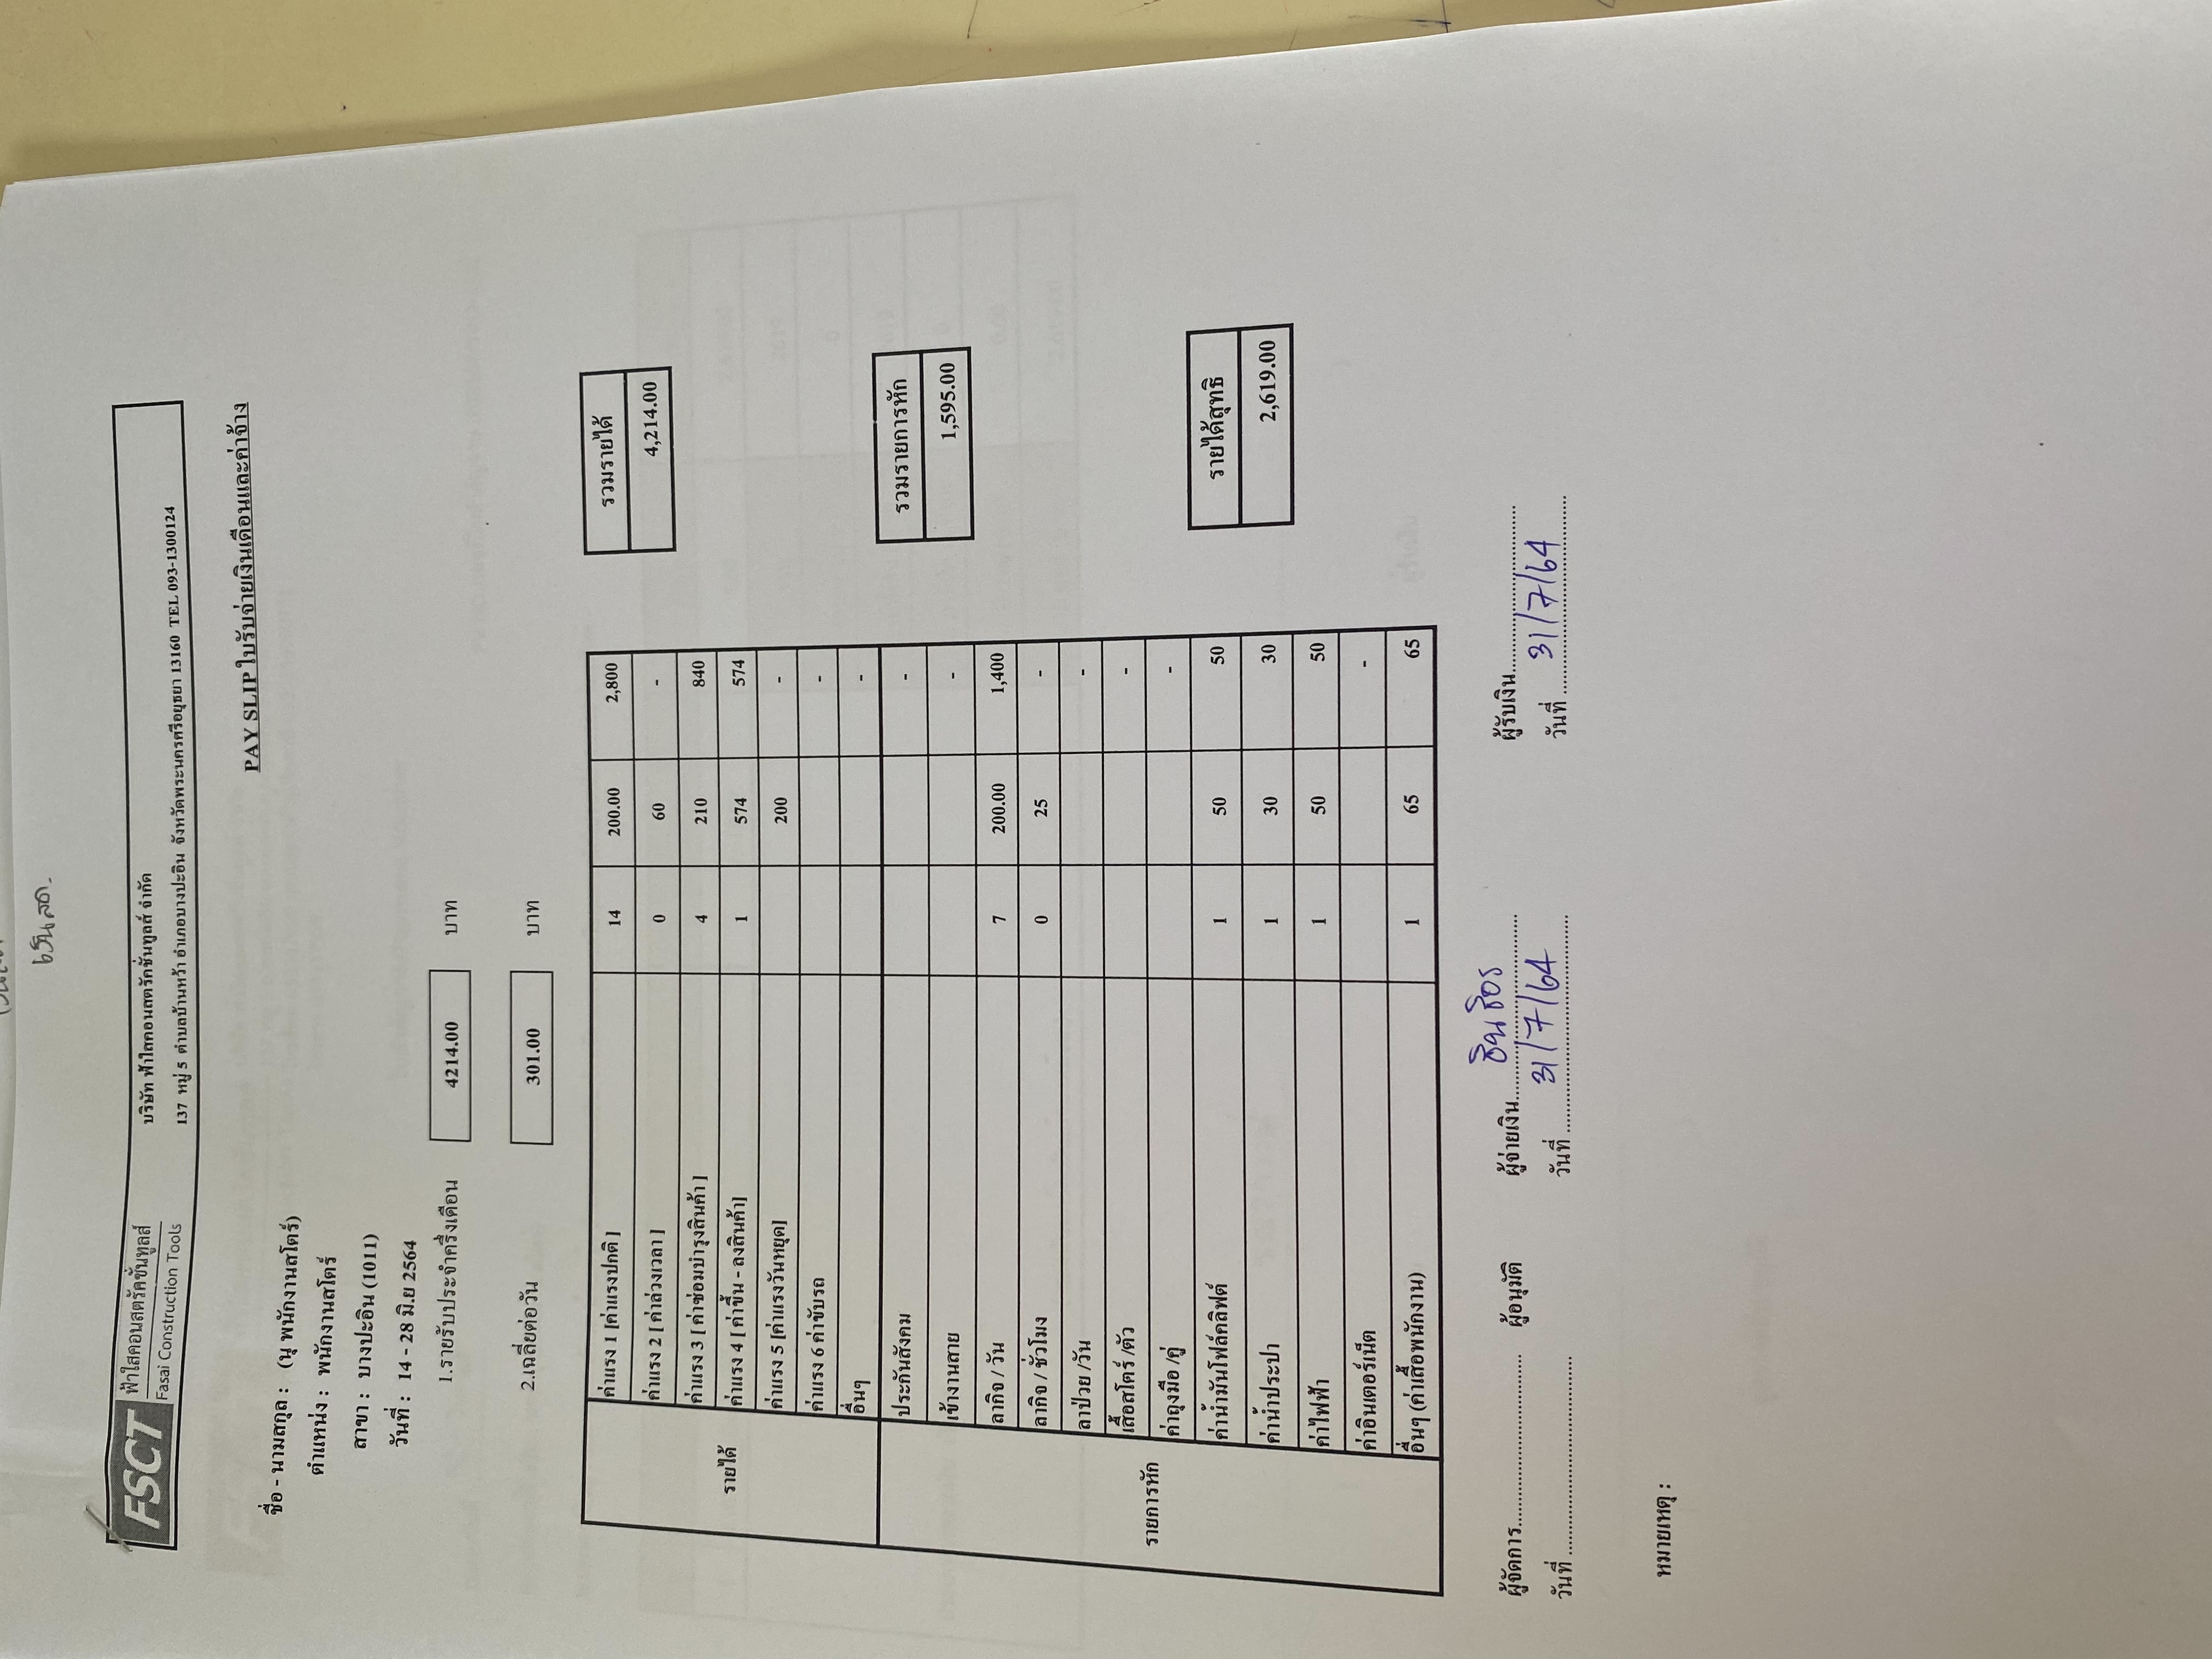 เงินสด.
FSCT ฟ้าใสคอนสตรัคชั่นทูลส์
Fasai Construction Tools
บริษัท ฟ้าใสคอนสตรัคชั่นทูลส์ จำกัด
137 หมู่ 5 ตำบลบ้านหว้า อำเภอบางปะอิน จังหวัดพระนครศรีอยุธยา 13160 TEL 093-1300124
PAY SLIP ใบรับจ่ายเงินเดือนและค่าจ้าง
ชื่อ - นามสกุล : (นุ พนักงานสโตร์)
ตำแหน่ง : พนักงานสโตร์
สาขา : บางปะอิน (1011)
วันที่ : 14 - 28 มิ.ย 2564
1.รายรับประจำครึ่งเดือน 4214.00 บาท
2.เฉลี่ยต่อวัน 301.00 บาท
รายได้
ค่าแรง 1 [ค่าแรงปกติ ] 14 200.00 2,800
ค่าแรง 2 [ ค่าล่วงเวลา ] 0 60 -
ค่าแรง 3 [ ค่าซ่อมบำรุงสินค้า ] 4 210 840
ค่าแรง 4 [ ค่าขึ้น - ลงสินค้า] 1 574 574
ค่าแรง 5 [ค่าแรงวันหยุด] 200 -
ค่าแรง 6 ค่าขับรถ -
อื่นๆ -
รวมรายได้
4,214.00
รายการหัก
ประกันสังคม -
เข้างานสาย -
ลากิจ / วัน 7 200.00 1,400
ลากิจ / ชั่วโมง 0 25 -
ลาป่วย /วัน -
เสื้อสโตร์ /ตัว -
ค่าถุงมือ /คู่ -
ค่าน้ำมันโฟล์คลิฟต์ 1 50 50
ค่าน้ำประปา 1 30 30
ค่าไฟฟ้า 1 50 50
ค่าอินเตอร์เน็ต -
อื่นๆ (ค่าเสื้อพนักงาน) 1 65 65
รวมรายการหัก
1,595.00
รายได้สุทธิ
2,619.00
ผู้จัดการ.................................. ผู้อนุมัติ ผู้จ่ายเงิน..................................... ผู้รับเงิน.................................
วันที่ ....................................... วันที่ 31/7/64 วันที่ 31/7/64
หมายเหตุ :